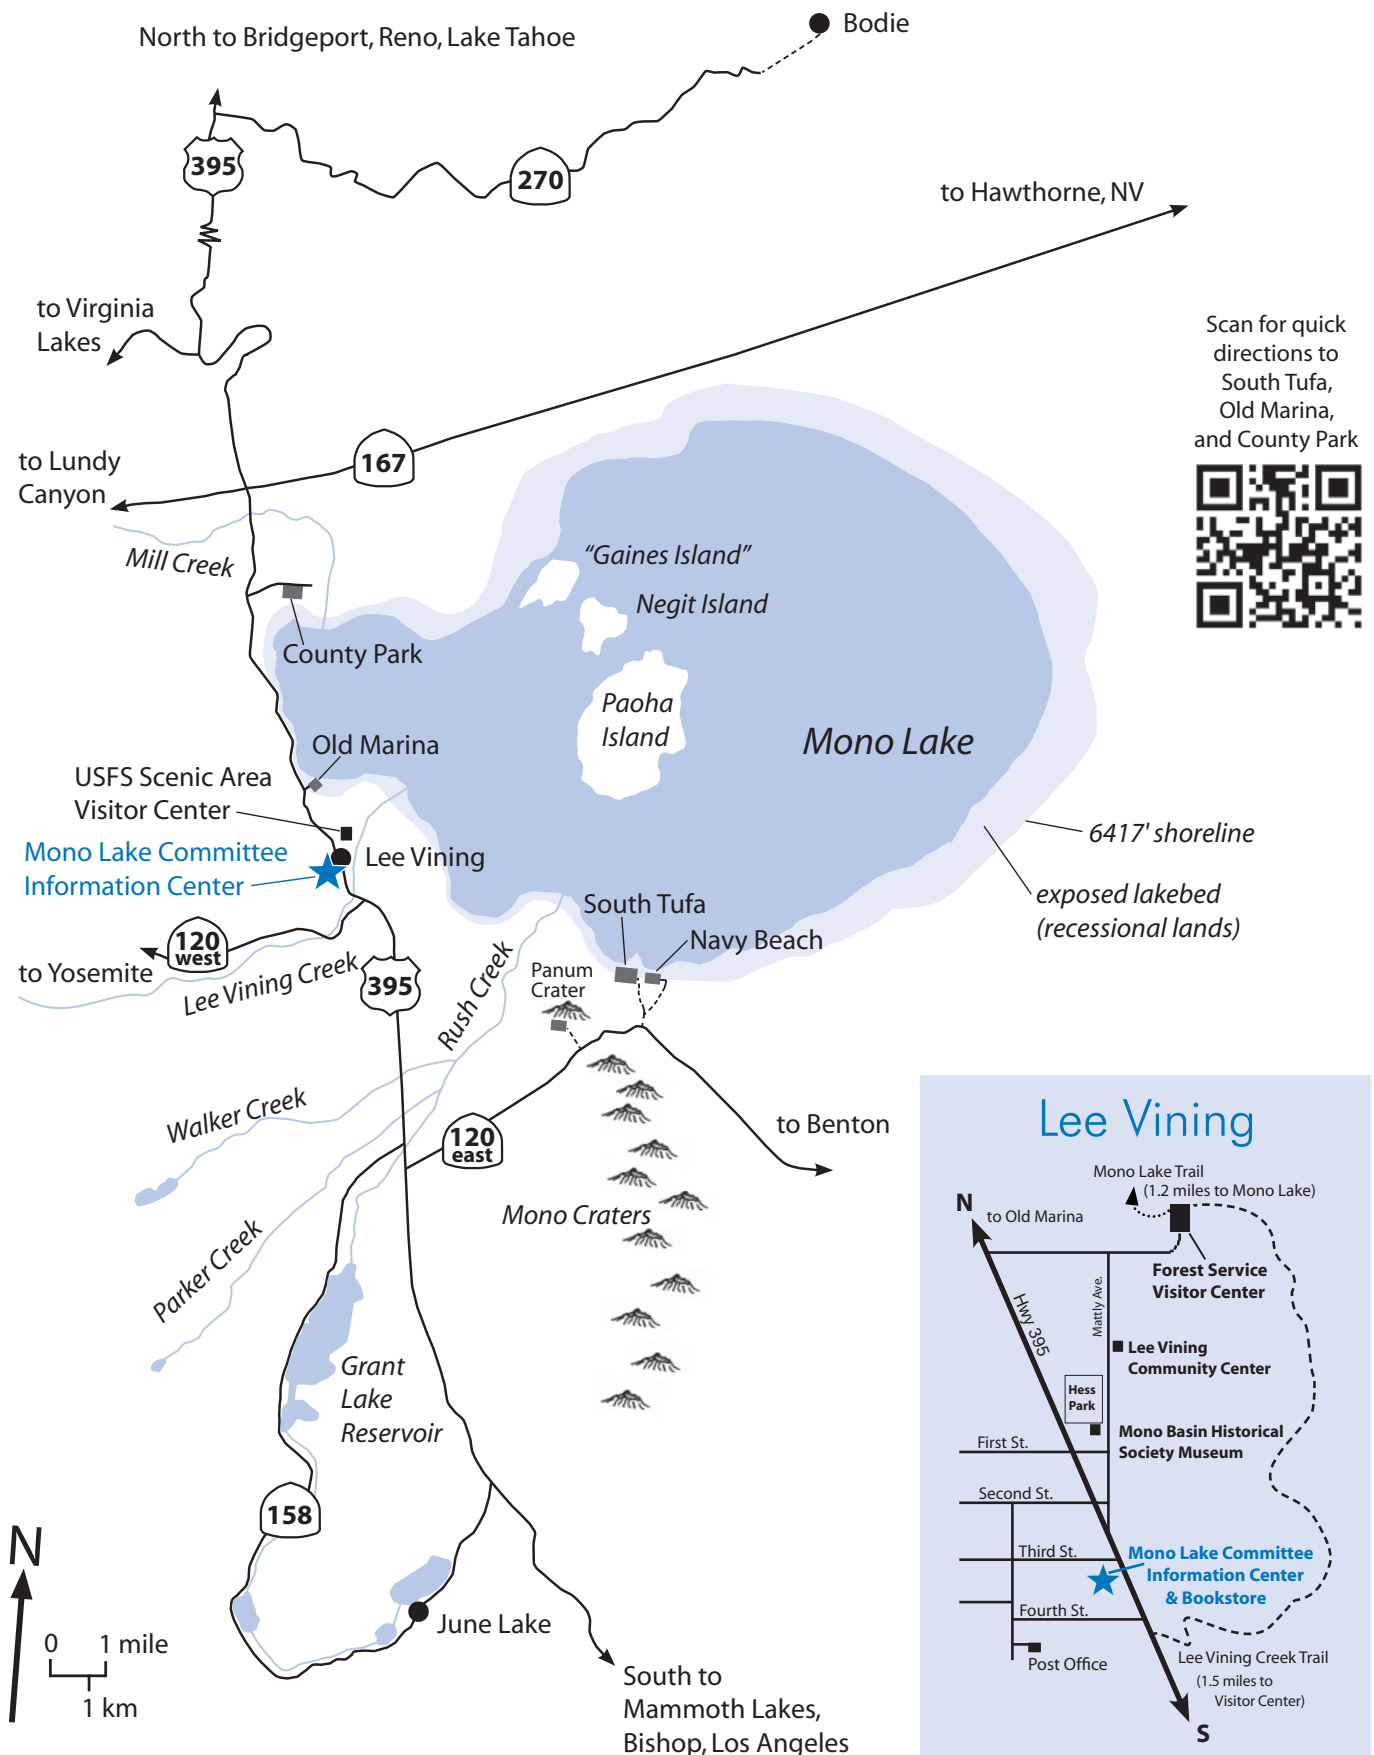 North to Bridgeport, Reno, Lake Tahoe
Bodie
395
270
to Hawthorne, NV
to Virginia
Lakes
Scan for quick
directions to
South Tufa,
Old Marina,
and County Park
167
to Lundy
Canyon
Mill Creek
“Gaines Island”
Negit Island
County Park
Paoha
Island
Mono Lake
Old Marina
USFS Scenic Area
Visitor Center
Mono Lake Committee
Information Center
Lee Vining
6417' shoreline
exposed lakebed
(recessional lands)
South Tufa
Navy Beach
120
west
to Yosemite
Lee Vining Creek
395
Rush Creek
Panum
Crater
Walker Creek
120
east
to Benton
Mono Craters
Parker Creek
Grant
Lake
Reservoir
158
June Lake
N
0 1 mile
1 km
South to
Mammoth Lakes,
Bishop, Los Angeles
Lee Vining
Mono Lake Trail
(1.2 miles to Mono Lake)
N
to Old Marina
Forest Service
Visitor Center
Hwy 395
Mattly Ave.
Lee Vining
Community Center
Hess
Park
Mono Basin Historical
Society Museum
First St.
Second St.
Third St.
Mono Lake Committee
Information Center
& Bookstore
Fourth St.
Post Office
Lee Vining Creek Trail
(1.5 miles to
Visitor Center)
S